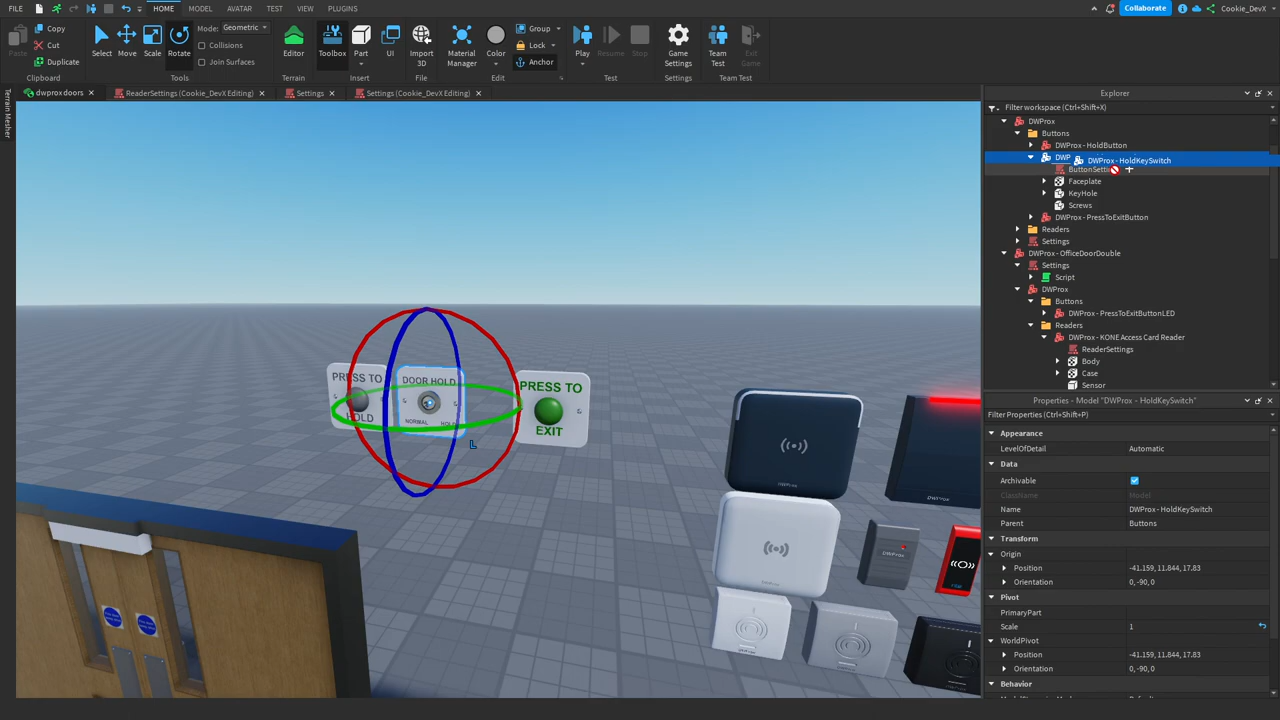 FILE
HOME
MODEL
AVATAR
TEST
VIEW
PLUGINS
Collaborate
Cookie_DevX
Copy
Cut
Duplicate
Paste
Clipboard
Select
Move
Scale
Rotate
Mode: Geometric
Collisions
Join Surfaces
Tools
Editor
Terrain
Toolbox
Part
UI
Insert
Import 3D
File
Material Manager
Color
Group
Lock
Anchor
Edit
Play
Resume
Stop
Test
Game Settings
Settings
Team Test
Exit Game
Team Test
Terrain Mesher
dwprox doors
ReaderSettings (Cookie_DevX Editing)
Settings
Settings (Cookie_DevX Editing)
PRESS TO
HOLD
DOOR HOLD
NORMAL
HOLD
PRESS TO
EXIT
DWProx
DWProx
Explorer
Filter workspace (Ctrl+Shift+X)
DWProx
Buttons
DWProx - HoldButton
DWP
DWProx - HoldKeySwitch
ButtonSetti
Faceplate
KeyHole
Screws
DWProx - PressToExitButton
Readers
Settings
DWProx - OfficeDoorDouble
Settings
Script
DWProx
Buttons
DWProx - PressToExitButtonLED
Readers
DWProx - KONE Access Card Reader
ReaderSettings
Body
Case
Sensor
Properties - Model "DWProx - HoldKeySwitch"
Filter Properties (Ctrl+Shift+P)
Appearance
LevelOfDetail Automatic
Data
Archivable
ClassName Model
Name DWProx - HoldKeySwitch
Parent Buttons
Transform
Origin
Position -41.159, 11.844, 17.83
Orientation 0, -90, 0
Pivot
PrimaryPart
Scale 1
WorldPivot
Position -41.159, 11.844, 17.83
Orientation 0, -90, 0
Behavior